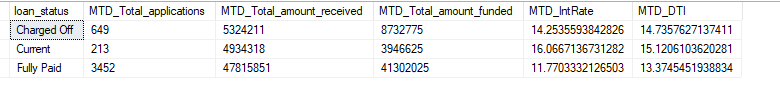 loan_status MTD_Total_applications MTD_Total_amount_received MTD_Total_amount_funded MTD_IntRate MTD_DTI
Charged Off 649 5324211 8732775 14.2535593842826 14.7357627137411
Current 213 4934318 3946625 16.0667136731282 15.1206103620281
Fully Paid 3452 47815851 41302025 11.7703332126503 13.3745451938834